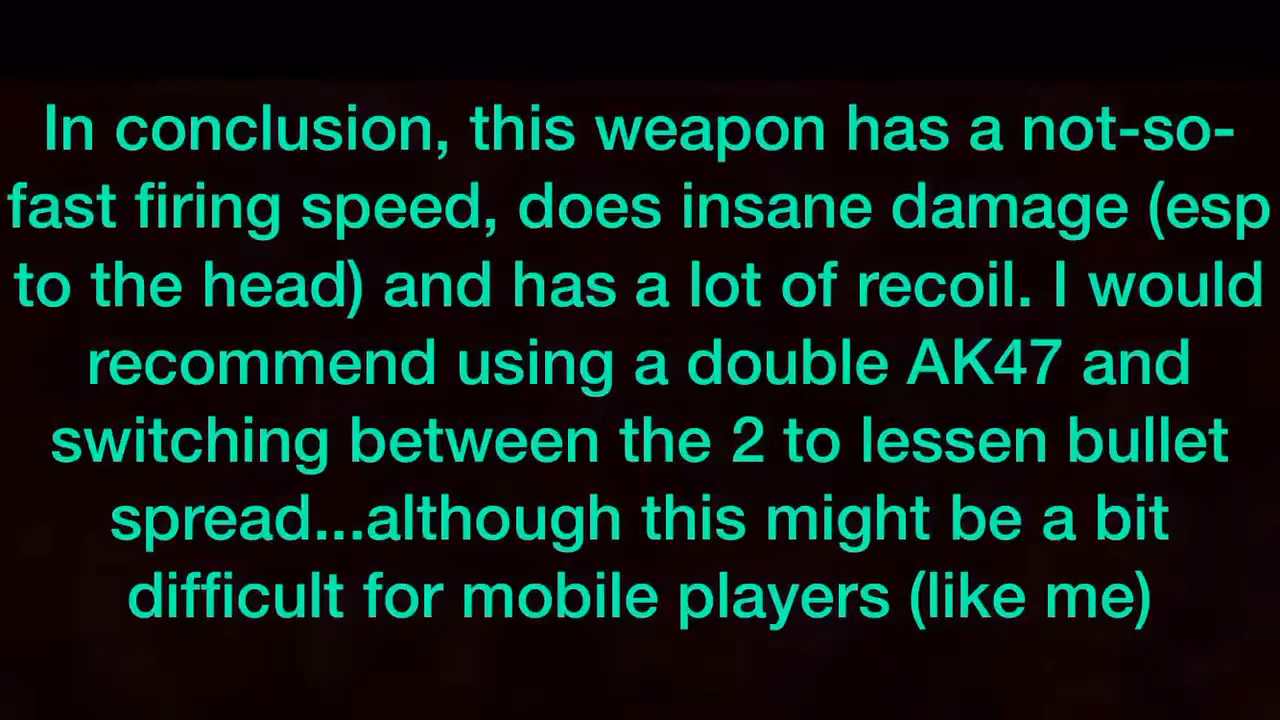 In conclusion, this weapon has a not-so-
fast firing speed, does insane damage (esp
to the head) and has a lot of recoil. I would
recommend using a double AK47 and
switching between the 2 to lessen bullet
spread...although this might be a bit
difficult for mobile players (like me)